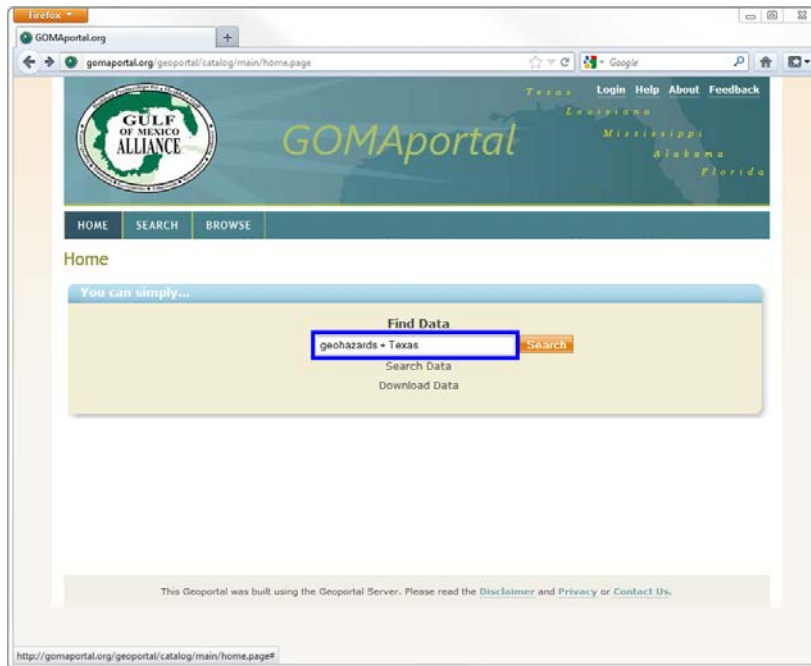 Firefox
GOMAportal.org
gomaportal.org/geoportal/catalog/main/home.page
Google
GULF
OF MEXICO
ALLIANCE
GOMAportal
Texas
Louisiana
Mississippi
Alabama
Florida
Login Help About Feedback
HOME SEARCH BROWSE
Home
You can simply...
Find Data
geohazards + Texas Search
Search Data
Download Data
This Geoportal was built using the Geoportal Server. Please read the Disclaimer and Privacy or Contact Us.
http://gomaportal.org/geoportal/catalog/main/home.page#